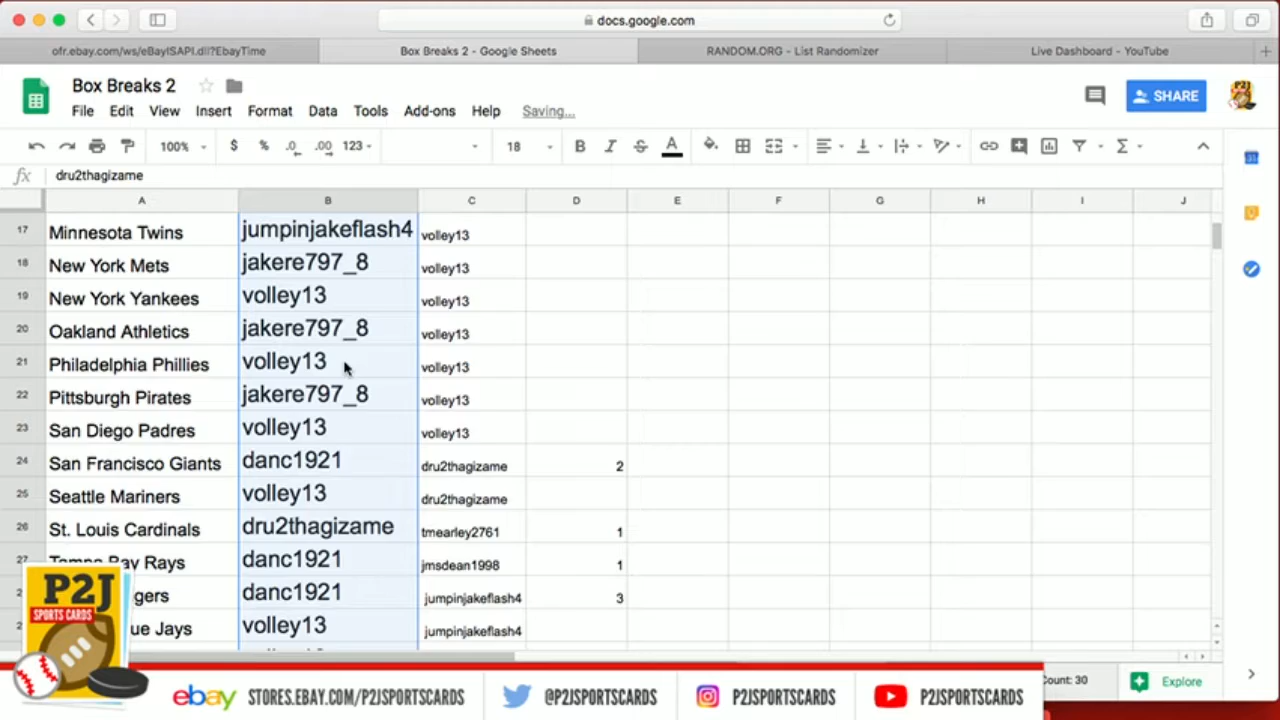 docs.google.com
ofr.ebay.com/ws/eBayISAPI.dll?EbayTime
Box Breaks 2 - Google Sheets
RANDOM.ORG - List Randomizer
Live Dashboard - YouTube
Box Breaks 2
File Edit View Insert Format Data Tools Add-ons Help Saving...
SHARE
100% $ % .0 .00 123 18 B I S A
fx dru2thagizame
A B C D E F G H I J
17 Minnesota Twins jumpinjakeflash4 volley13
18 New York Mets jakere797_8 volley13
19 New York Yankees volley13 volley13
20 Oakland Athletics jakere797_8 volley13
21 Philadelphia Phillies volley13 volley13
22 Pittsburgh Pirates jakere797_8 volley13
23 San Diego Padres volley13 volley13
24 San Francisco Giants danc1921 dru2thagizame 2
25 Seattle Mariners volley13 dru2thagizame
26 St. Louis Cardinals dru2thagizame tmearley2761 1
27 Tampa Bay Rays danc1921 jmsdean1998 1
gers danc1921 jumpinjakeflash4 3
ue Jays volley13 jumpinjakeflash4
P2J
SPORTS CARDS
Count: 30
Explore
ebay STORES.EBAY.COM/P2JSPORTSCARDS
@P2JSPORTSCARDS
P2JSPORTSCARDS
P2JSPORTSCARDS